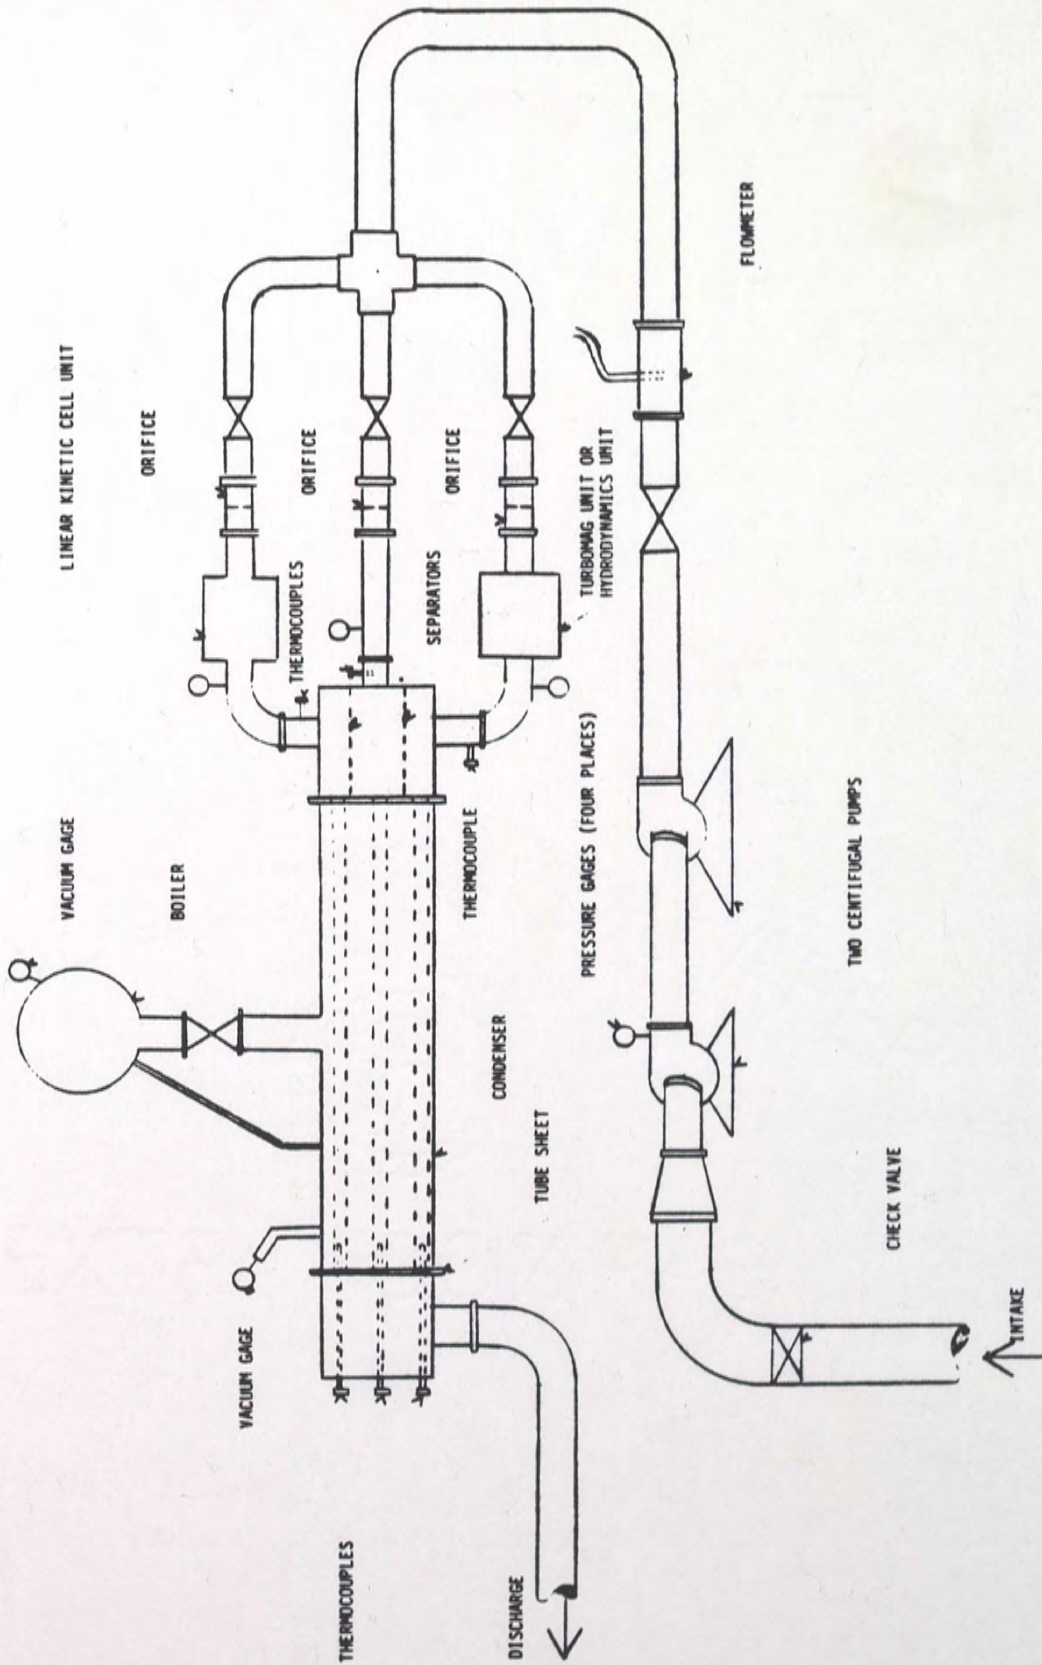 LINEAR KINETIC CELL UNIT
ORIFICE
VACUUM GAGE
BOILER
ORIFICE
THERMOCOUPLES
ORIFICE
SEPARATORS
VACUUM GAGE
THERMOCOUPLE
CONDENSER
TURBOMAG UNIT OR
HYDRODYNAMICS UNIT
TUBE SHEET
PRESSURE GAGES (FOUR PLACES)
THERMOCOUPLES
DISCHARGE
FLOWMETER
TWO CENTIFUGAL PUMPS
CHECK VALVE
INTAKE